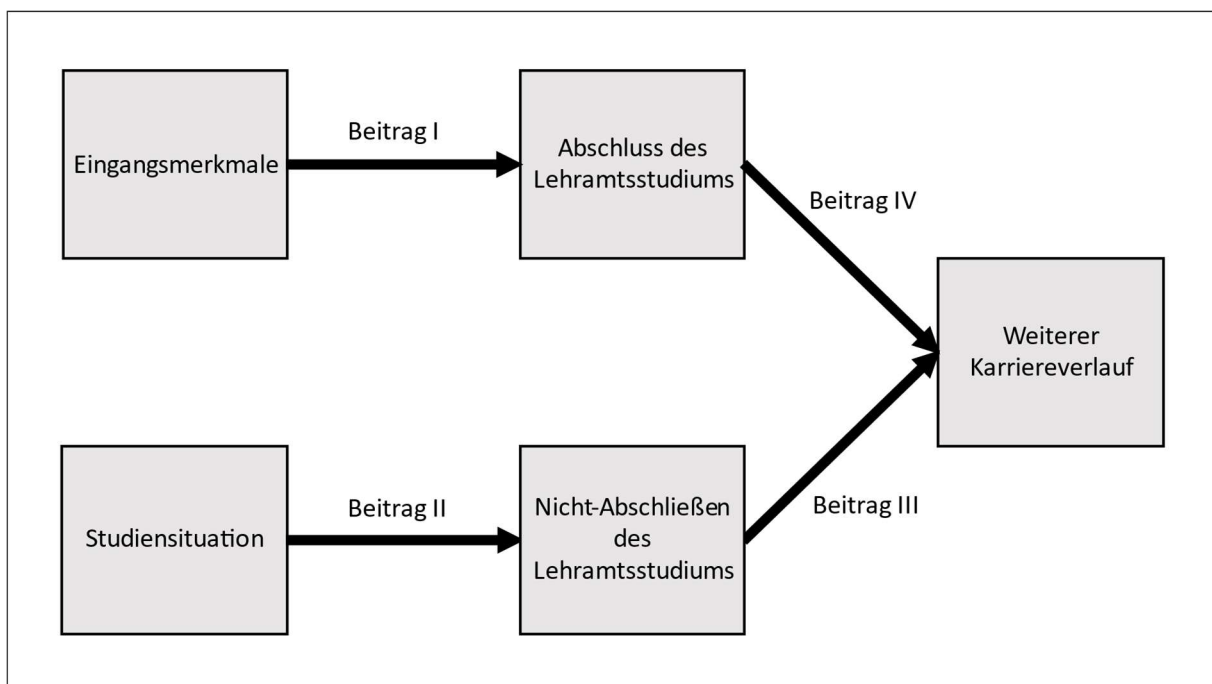 Eingangsmerkmale
Beitrag I
Abschluss des
Lehramtsstudiums
Beitrag IV
Weiterer
Karriereverlauf
Studiensituation
Beitrag II
Nicht-Abschließen
des
Lehramtsstudiums
Beitrag III